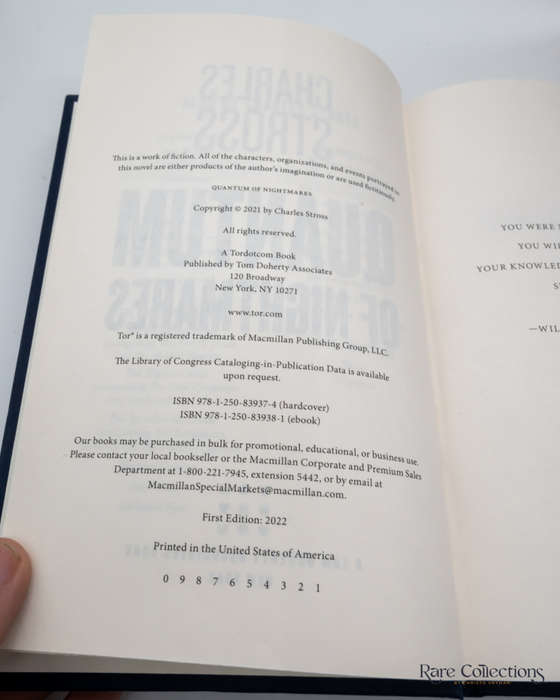 This is a work of fiction. All of the characters, organizations, and events portrayed in
this novel are either products of the author's imagination or are used fictitiously.
QUANTUM OF NIGHTMARES
Copyright © 2021 by Charles Stross
All rights reserved.
A Tordotcom Book
Published by Tom Doherty Associates
120 Broadway
New York, NY 10271
www.tor.com
Tor® is a registered trademark of Macmillan Publishing Group, LLC.
The Library of Congress Cataloging-in-Publication Data is available
upon request.
ISBN 978-1-250-83937-4 (hardcover)
ISBN 978-1-250-83938-1 (ebook)
Our books may be purchased in bulk for promotional, educational, or business use.
Please contact your local bookseller or the Macmillan Corporate and Premium Sales
Department at 1-800-221-7945, extension 5442, or by email at
MacmillanSpecialMarkets@macmillan.com.
First Edition: 2022
Printed in the United States of America
0 9 8 7 6 5 4 3 2 1
YOU WERE
YOU WI
YOUR KNOWLED
S
—WIL
Rare Collections